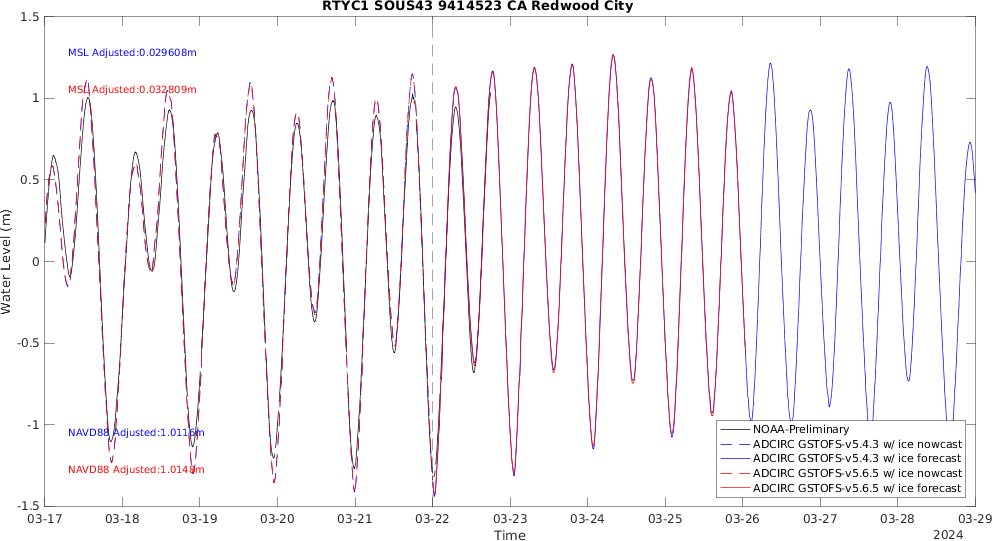 RTYC1 SOUS43 9414523 CA Redwood City
1.5
MSL Adjusted:0.029608m
MSL Adjusted:0.032809m
1
0.5
0
-0.5
-1
-1.5
Water Level (m)
NAVD88 Adjusted:1.0116m
NAVD88 Adjusted:1.0148m
NOAA-Preliminary
ADCIRC GSTOFS-v5.4.3 w/ ice nowcast
ADCIRC GSTOFS-v5.4.3 w/ ice forecast
ADCIRC GSTOFS-v5.6.5 w/ ice nowcast
ADCIRC GSTOFS-v5.6.5 w/ ice forecast
03-17 03-18 03-19 03-20 03-21 03-22 03-23 03-24 03-25 03-26 03-27 03-28 03-29
Time
2024